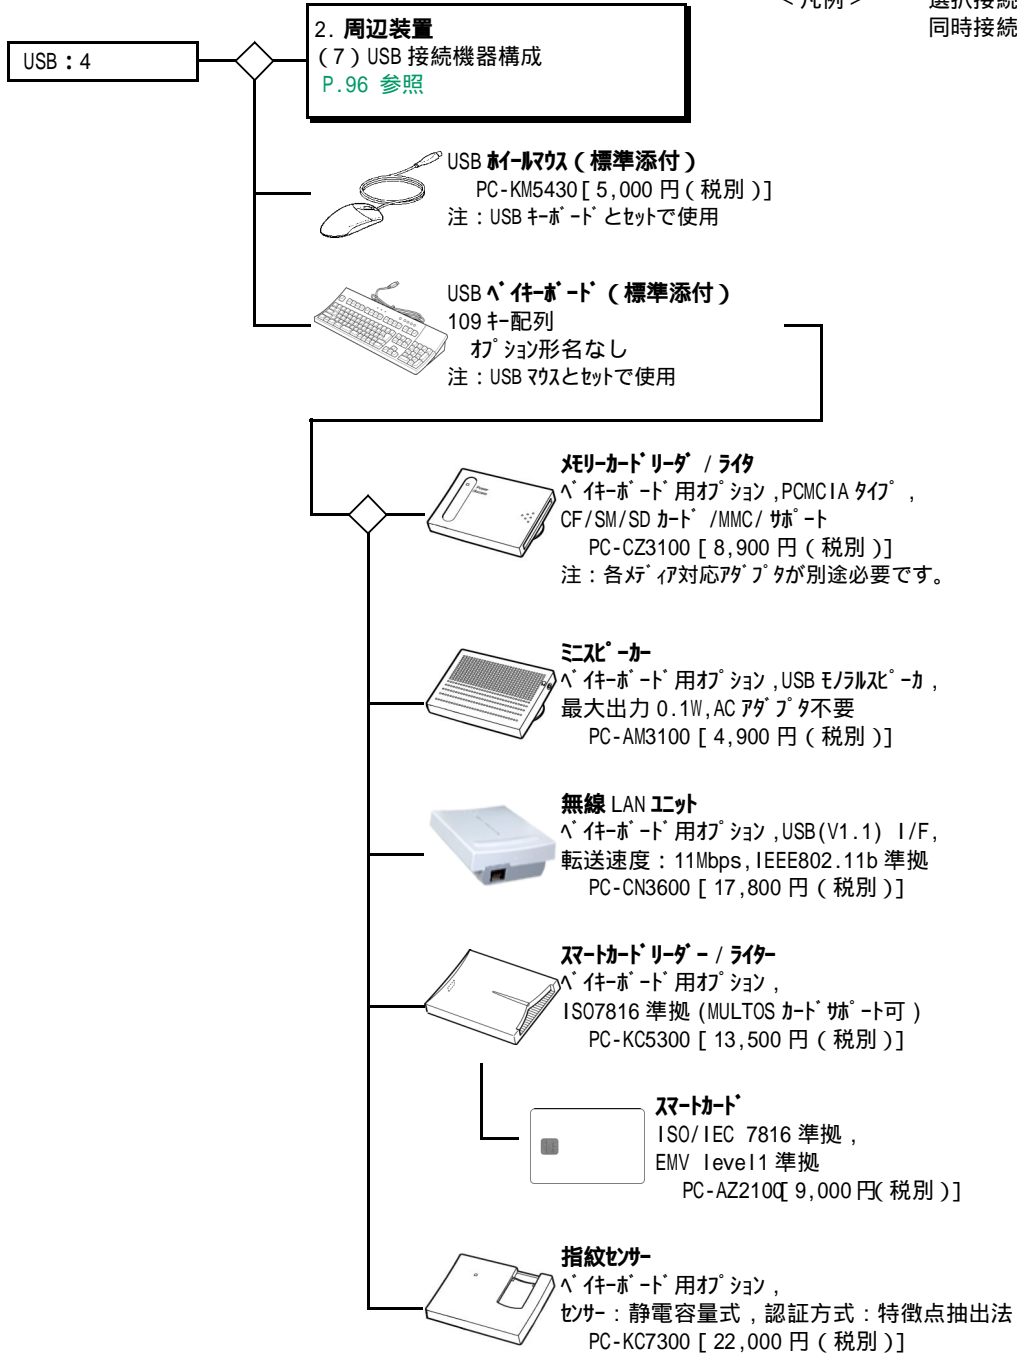 <凡例>　　選択接続
同時接続
USB：4
2. 周辺装置
(7) USB 接続機器構成
P.96 参照
USB ﾎｲｰﾙﾏｳｽ (標準添付)
PC-KM5430 [ 5,000 円 (税別)]
注：USB ｷｰﾎﾞｰﾄﾞとｾｯﾄで使用
USB ﾍﾞｲｷｰﾎﾞｰﾄﾞ (標準添付)
109 ｷｰ配列
ｵﾌﾟｼｮﾝ形名なし
注：USB ﾏｳｽとｾｯﾄで使用
ﾒﾓﾘｰｶｰﾄﾞﾘｰﾀﾞ / ﾗｲﾀ
ﾍﾞｲｷｰﾎﾞｰﾄﾞ用ｵﾌﾟｼｮﾝ,PCMCIA ﾀｲﾌﾟ,
CF/SM/SD ｶｰﾄﾞ/MMC/ ｻﾎﾟｰﾄ
PC-CZ3100 [ 8,900 円 (税別)]
注：各ﾒﾃﾞｨｱ対応ｱﾀﾞﾌﾟﾀが別途必要です。
ﾐﾆｽﾋﾟｰｶｰ
ﾍﾞｲｷｰﾎﾞｰﾄﾞ用ｵﾌﾟｼｮﾝ,USB ﾓﾉﾗﾙｽﾋﾟｰｶ,
最大出力 0.1W,AC ｱﾀﾞﾌﾟﾀ不要
PC-AM3100 [ 4,900 円 (税別)]
無線 LAN ﾕﾆｯﾄ
ﾍﾞｲｷｰﾎﾞｰﾄﾞ用ｵﾌﾟｼｮﾝ,USB(V1.1) I/F,
転送速度：11Mbps,IEEE802.11b 準拠
PC-CN3600 [ 17,800 円 (税別)]
ｽﾏｰﾄｶｰﾄﾞﾘｰﾀﾞｰ / ﾗｲﾀｰ
ﾍﾞｲｷｰﾎﾞｰﾄﾞ用ｵﾌﾟｼｮﾝ,
ISO7816 準拠 (MULTOS ｶｰﾄﾞｻﾎﾟｰﾄ可)
PC-KC5300 [ 13,500 円 (税別)]
ｽﾏｰﾄｶｰﾄﾞ
ISO/IEC 7816 準拠,
EMV level1 準拠
PC-AZ2100[ 9,000 円(税別)]
指紋ｾﾝｻｰ
ﾍﾞｲｷｰﾎﾞｰﾄﾞ用ｵﾌﾟｼｮﾝ,
ｾﾝｻｰ：静電容量式,認証方式：特徴点抽出法
PC-KC7300 [ 22,000 円 (税別)]